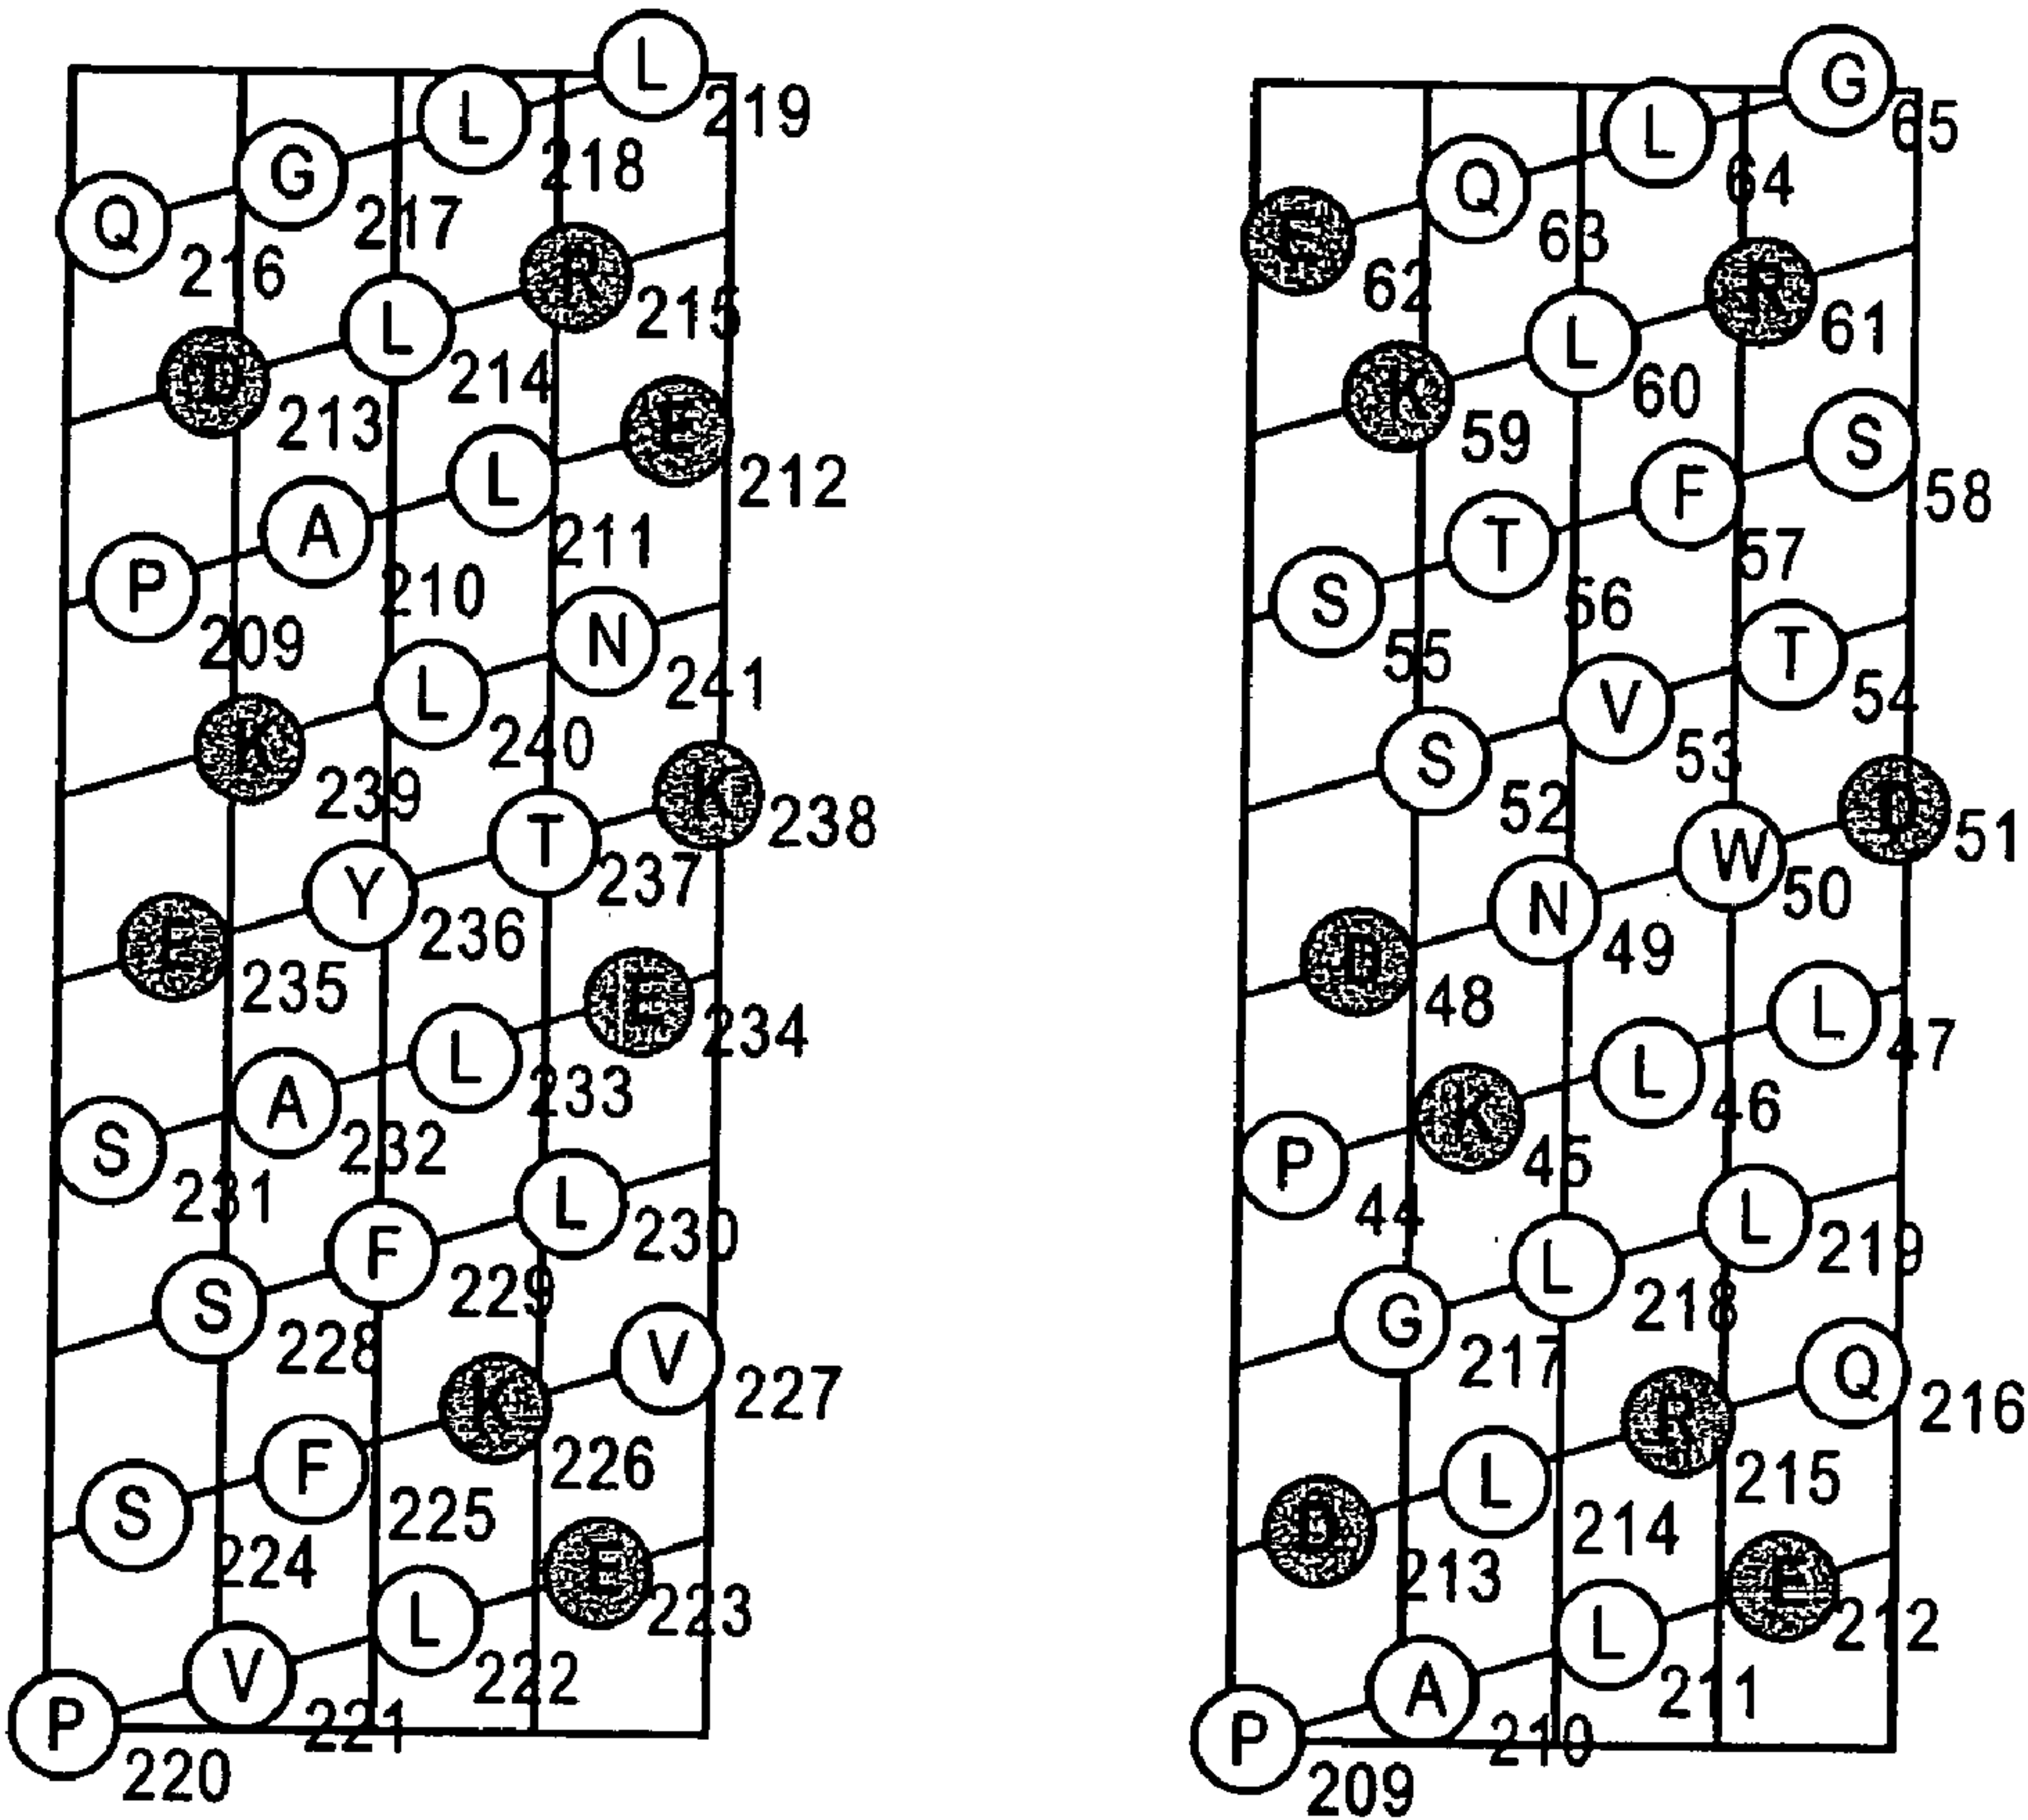 Q 216 G 217 L 218 L 219
D 213 L 214 R 215
P 209 A 210 L 211 E 212
K 239 L 240 N 241
E 235 Y 236 T 237 K 238
S 231 A 232 L 233 E 234
S 228 F 229 L 230
S 224 F 225 K 226 V 227
P 220 V 221 L 222 E 223
E 62 Q 63 L 64 G 65
K 59 L 60 R 61
S 55 T 56 F 57 S 58
S 52 V 53 T 54
D 48 N 49 W 50 D 51
P 44 K 45 L 46 L 47
G 217 L 218 L 219
D 213 L 214 R 215 Q 216
P 209 A 210 L 211 E 212